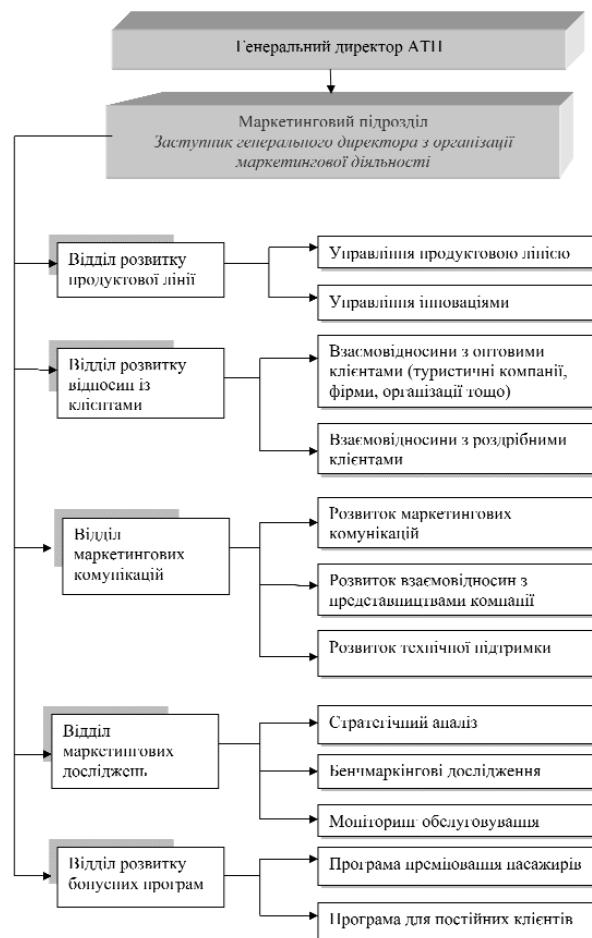 Генеральний директор АТП
Маркетинговий підрозділ
Заступник генерального директора з організації
маркетингової діяльності
Відділ розвитку
продуктової лінії
Управління продуктовою лінією
Управління інноваціями
Відділ розвитку
відносин із
клієнтами
Взаємовідносини з оптовими
клієнтами (туристичні компанії,
фірми, організації тощо)
Взаємовідносини з роздрібними
клієнтами
Відділ
маркетингових
комунікацій
Розвиток маркетингових
комунікацій
Розвиток взаємовідносин з
представництвами компанії
Розвиток технічної підтримки
Відділ
маркетингових
досліджень
Стратегічний аналіз
Бенчмаркінгові дослідження
Моніторинг обслуговування
Відділ розвитку
бонусних програм
Програма преміювання пасажирів
Програма для постійних клієнтів